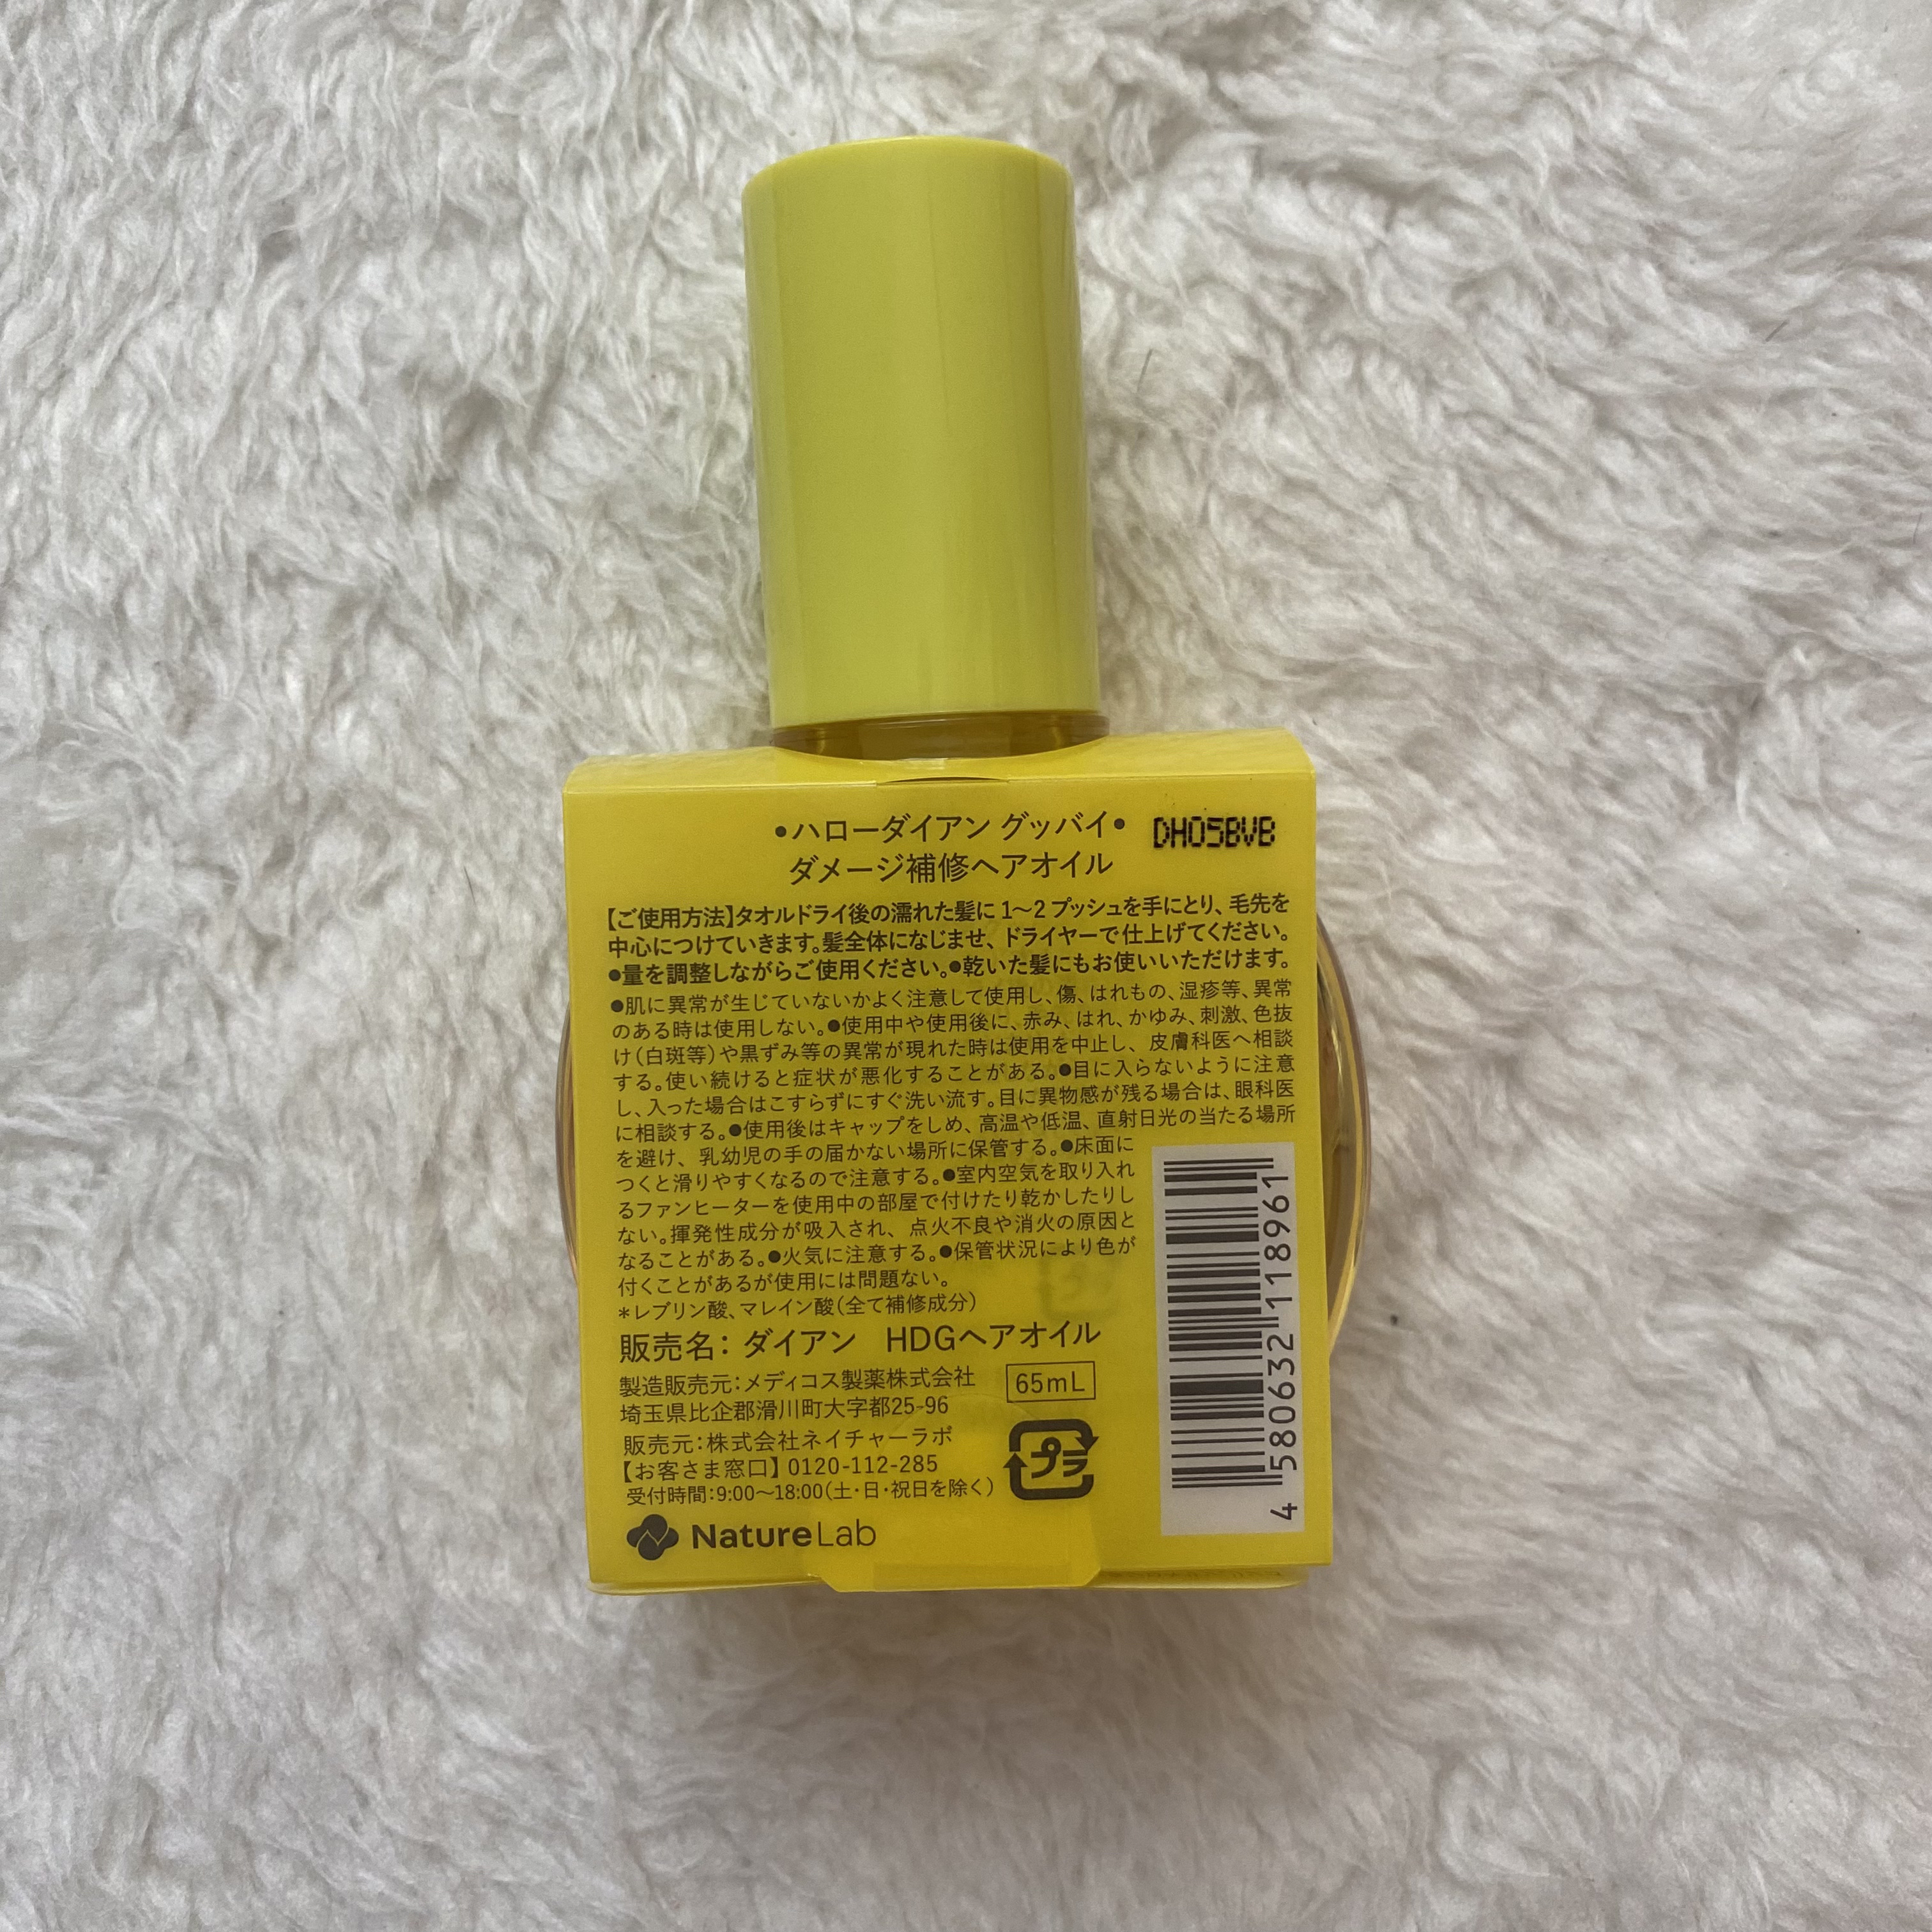 •ハローダイアン グッバイ•
DH05BVB
ダメージ補修ヘアオイル
【ご使用方法】タオルドライ後の濡れた髪に 1〜2 プッシュを手にとり、毛先を
中心につけていきます。髪全体になじませ、ドライヤーで仕上げてください。
●量を調整しながらご使用ください。●乾いた髪にもお使いいただけます。
●肌に異常が生じていないかよく注意して使用し、傷、はれもの、湿疹等、異常
のある時は使用しない。●使用中や使用後に、赤み、はれ、かゆみ、刺激、色抜
け(白斑等)や黒ずみ等の異常が現れた時は使用を中止し、皮膚科医へ相談
する。使い続けると症状が悪化することがある。●目に入らないように注意
し、入った場合はこすらずにすぐ洗い流す。目に異物感が残る場合は、眼科医
に相談する。●使用後はキャップをしめ、高温や低温、直射日光の当たる場所
を避け、乳幼児の手の届かない場所に保管する。●床面に
つくと滑りやすくなるので注意する。●室内空気を取り入れ
るファンヒーターを使用中の部屋で付けたり乾かしたりし
ない。揮発性成分が吸入され、点火不良や消火の原因と
なることがある。●火気に注意する。●保管状況により色が
付くことがあるが使用には問題ない。
*レブリン酸、マレイン酸(全て補修成分)
販売名: ダイアン　HDGヘアオイル
製造販売元:メディコス製薬株式会社
埼玉県比企郡滑川町大字都25-96
65mL
販売元:株式会社ネイチャーラボ
【お客さま窓口】0120-112-285
受付時間:9:00〜18:00(土・日・祝日を除く)
プラ
NatureLab
4 580632 118961